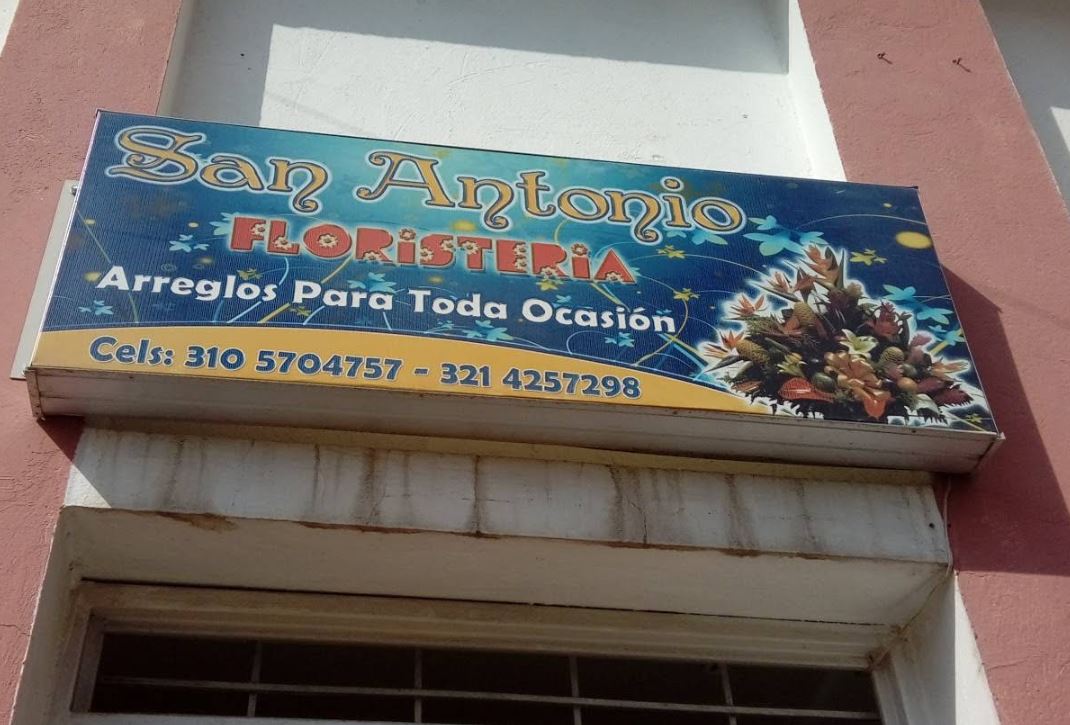 San Antonio
FLORiSTERiA
Arreglos Para Toda Ocasión
Cels: 310 5704757 - 321 4257298